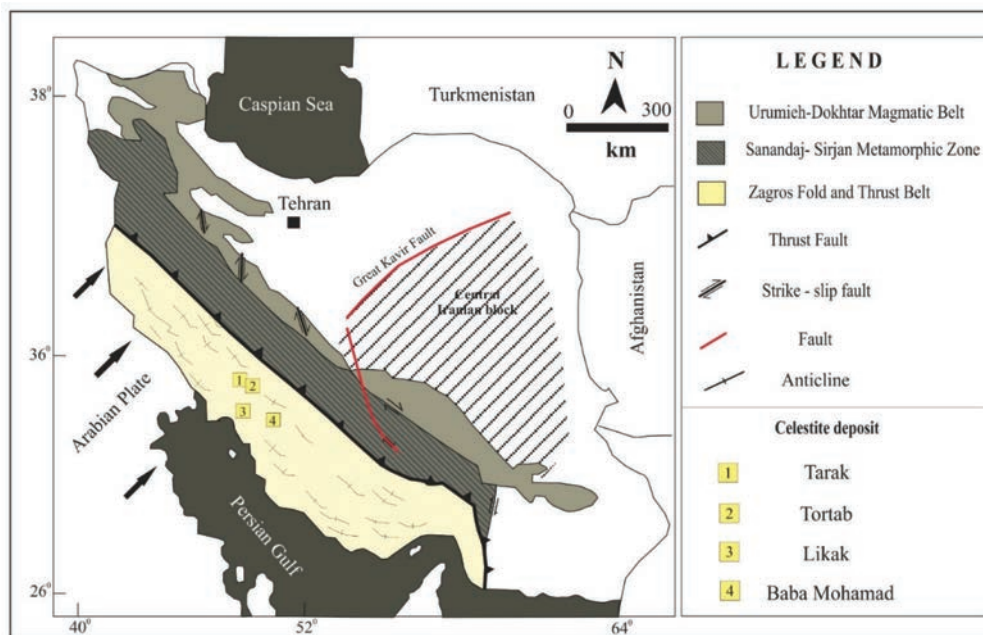 38°
36°
26°
40°
52°
64°
Caspian Sea
Turkmenistan
N
0 300
km
Tehran
Great Kavir Fault
Central
Iranian block
Afghanistan
Arabian Plate
1
2
3
4
Persian Gulf
LEGEND
Urumieh-Dokhtar Magmatic Belt
Sanandaj- Sirjan Metamorphic Zone
Zagros Fold and Thrust Belt
Thrust Fault
Strike - slip fault
Fault
Anticline
Celestite deposit
1 Tarak
2 Tortab
3 Likak
4 Baba Mohamad